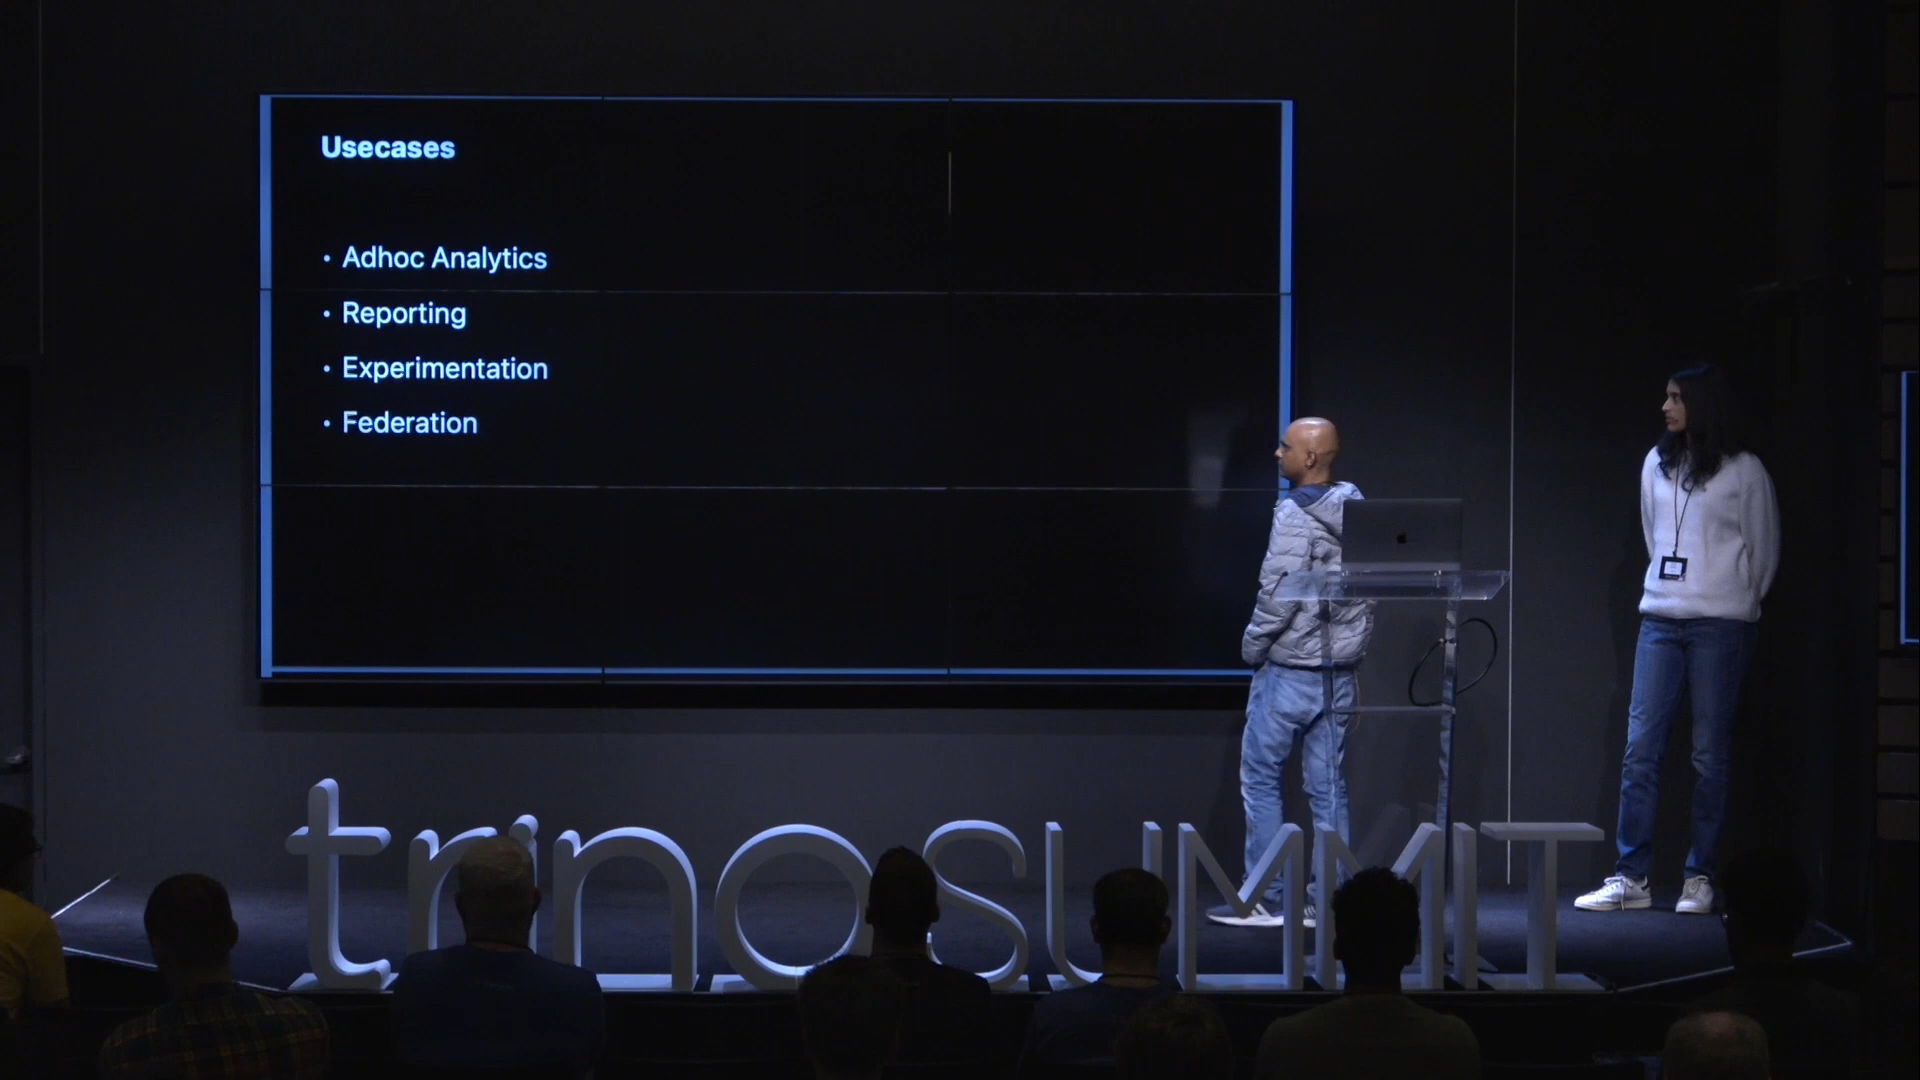 Usecases
• Adhoc Analytics
• Reporting
• Experimentation
• Federation
trinoSUMMIT